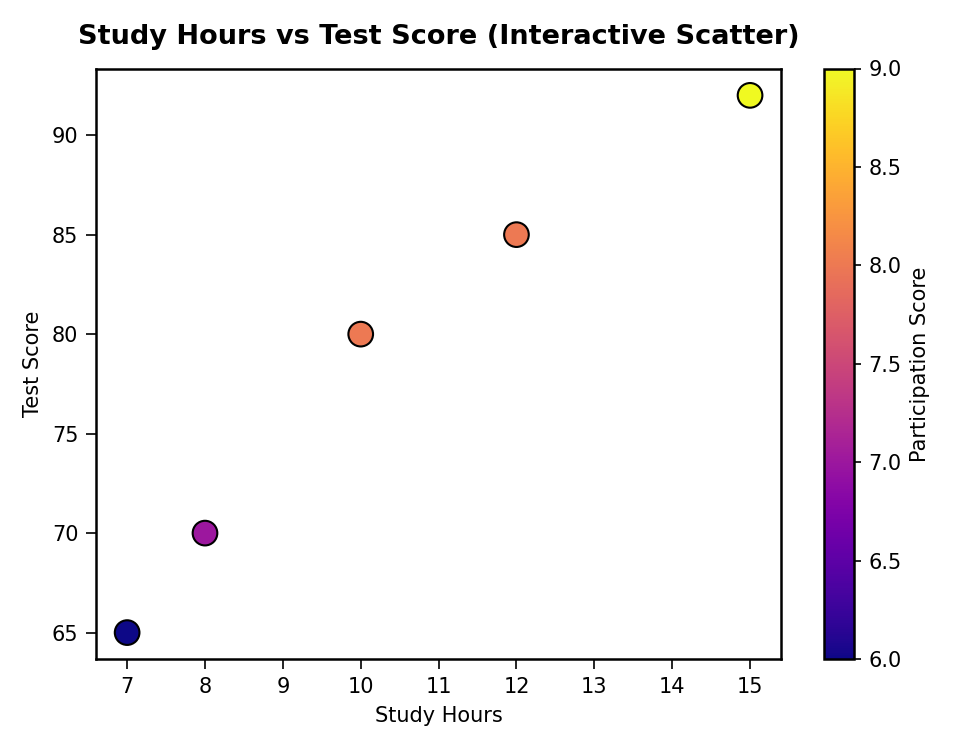 Study Hours vs Test Score (Interactive Scatter)
90
85
80
75
70
65
Test Score
7 8 9 10 11 12 13 14 15
Study Hours
9.0
8.5
8.0
7.5
7.0
6.5
6.0
Participation Score